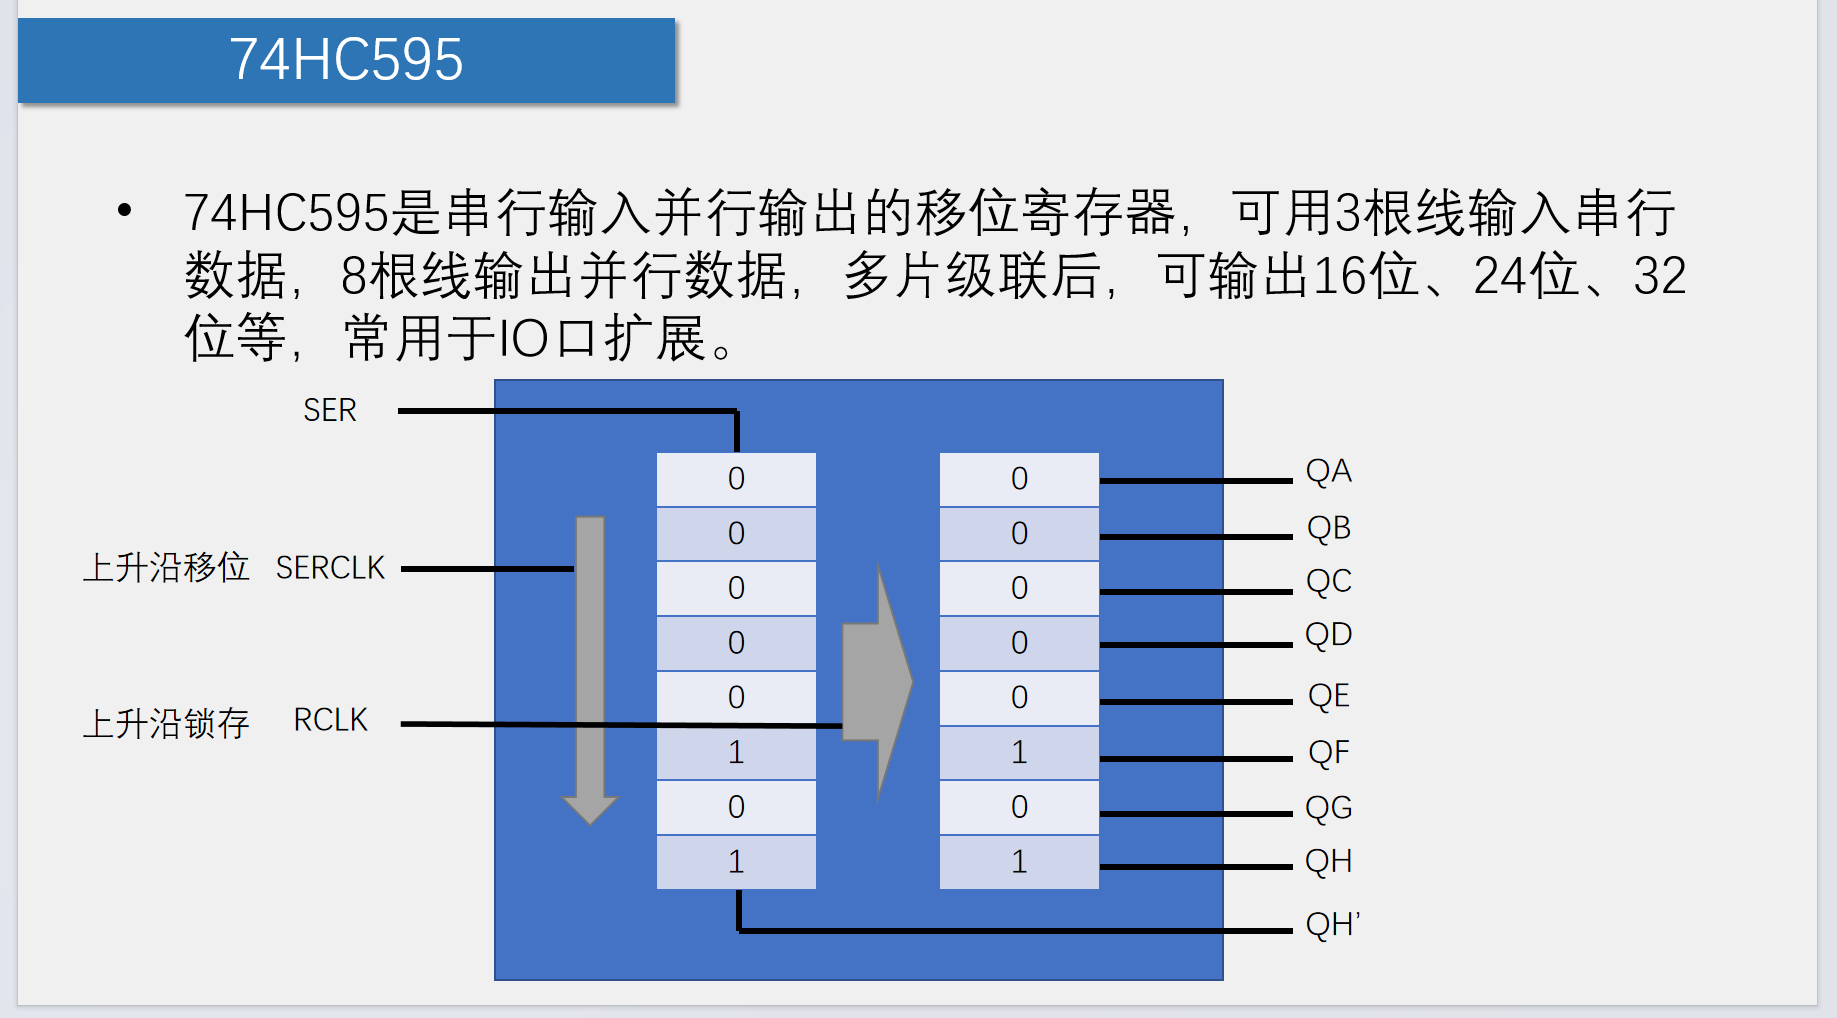 74HC595
• 74HC595是串行输入并行输出的移位寄存器，可用3根线输入串行
数据，8根线输出并行数据，多片级联后，可输出16位、24位、32
位等，常用于IO口扩展。
SER
上升沿移位 SERCLK
上升沿锁存 RCLK
0
0
0
0
0
1
0
1
0
0
0
0
0
1
0
1
QA
QB
QC
QD
QE
QF
QG
QH
QH’